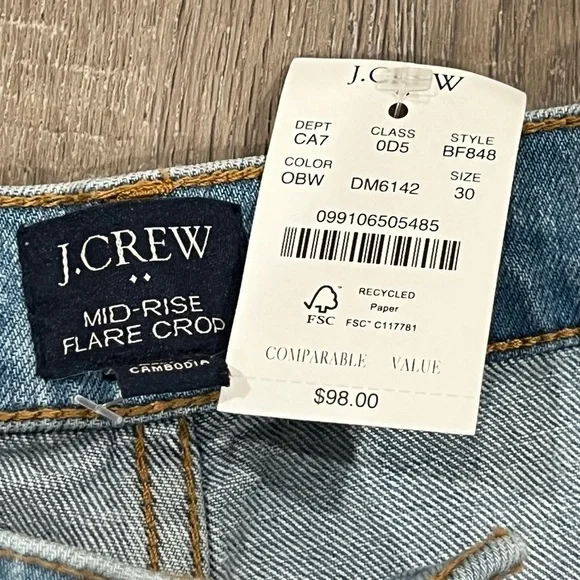 J.CREW
DEPT CLASS STYLE
CA7 0D5 BF848
COLOR SIZE
OBW DM6142 30
099106505485
FSC
RECYCLED
Paper
FSC™ C117781
COMPARABLE VALUE
$98.00
J.CREW
MID-RISE
FLARE CROP
CAMBODIA